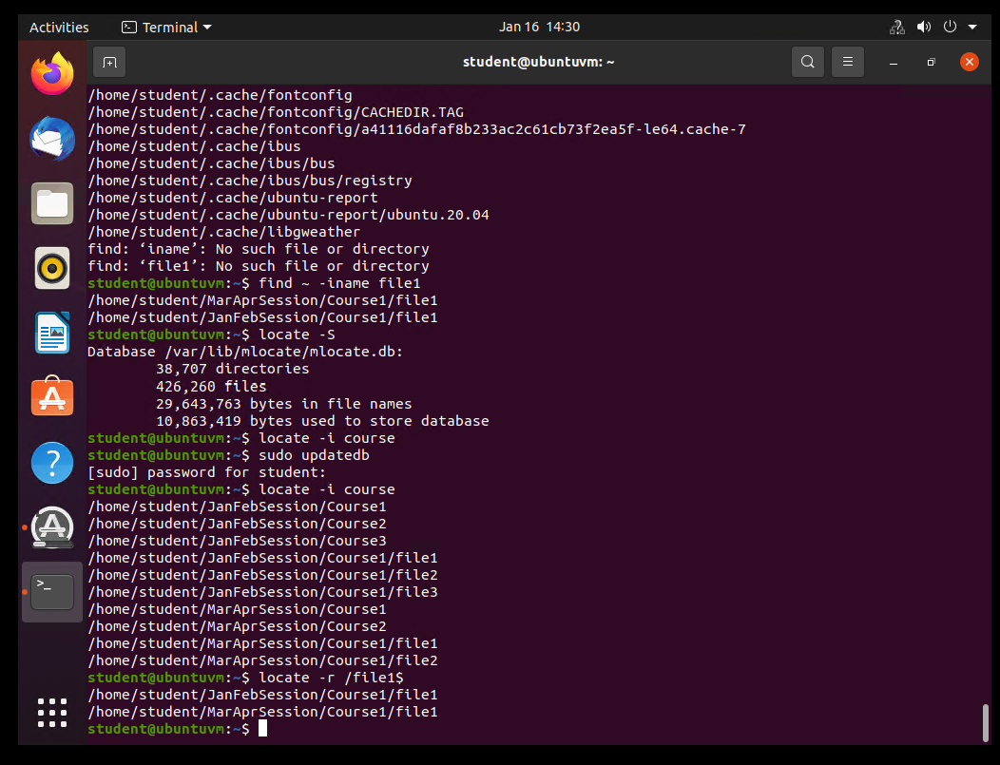 Activities Terminal Jan 16 14:30
student@ubuntuvm: ~
/home/student/.cache/fontconfig
/home/student/.cache/fontconfig/CACHEDIR.TAG
/home/student/.cache/fontconfig/a41116dafaf8b233ac2c61cb73f2ea5f-le64.cache-7
/home/student/.cache/ibus
/home/student/.cache/ibus/bus
/home/student/.cache/ibus/bus/registry
/home/student/.cache/ubuntu-report
/home/student/.cache/ubuntu-report/ubuntu.20.04
/home/student/.cache/libgweather
find: ‘iname’: No such file or directory
find: ‘file1’: No such file or directory
student@ubuntuvm:~$ find ~ -iname file1
/home/student/MarAprSession/Course1/file1
/home/student/JanFebSession/Course1/file1
student@ubuntuvm:~$ locate -S
Database /var/lib/mlocate/mlocate.db:
38,707 directories
426,260 files
29,643,763 bytes in file names
10,863,419 bytes used to store database
student@ubuntuvm:~$ locate -i course
student@ubuntuvm:~$ sudo updatedb
[sudo] password for student:
student@ubuntuvm:~$ locate -i course
/home/student/JanFebSession/Course1
/home/student/JanFebSession/Course2
/home/student/JanFebSession/Course3
/home/student/JanFebSession/Course1/file1
/home/student/JanFebSession/Course1/file2
/home/student/JanFebSession/Course1/file3
/home/student/MarAprSession/Course1
/home/student/MarAprSession/Course2
/home/student/MarAprSession/Course1/file1
/home/student/MarAprSession/Course1/file2
student@ubuntuvm:~$ locate -r /file1$
/home/student/JanFebSession/Course1/file1
/home/student/MarAprSession/Course1/file1
student@ubuntuvm:~$